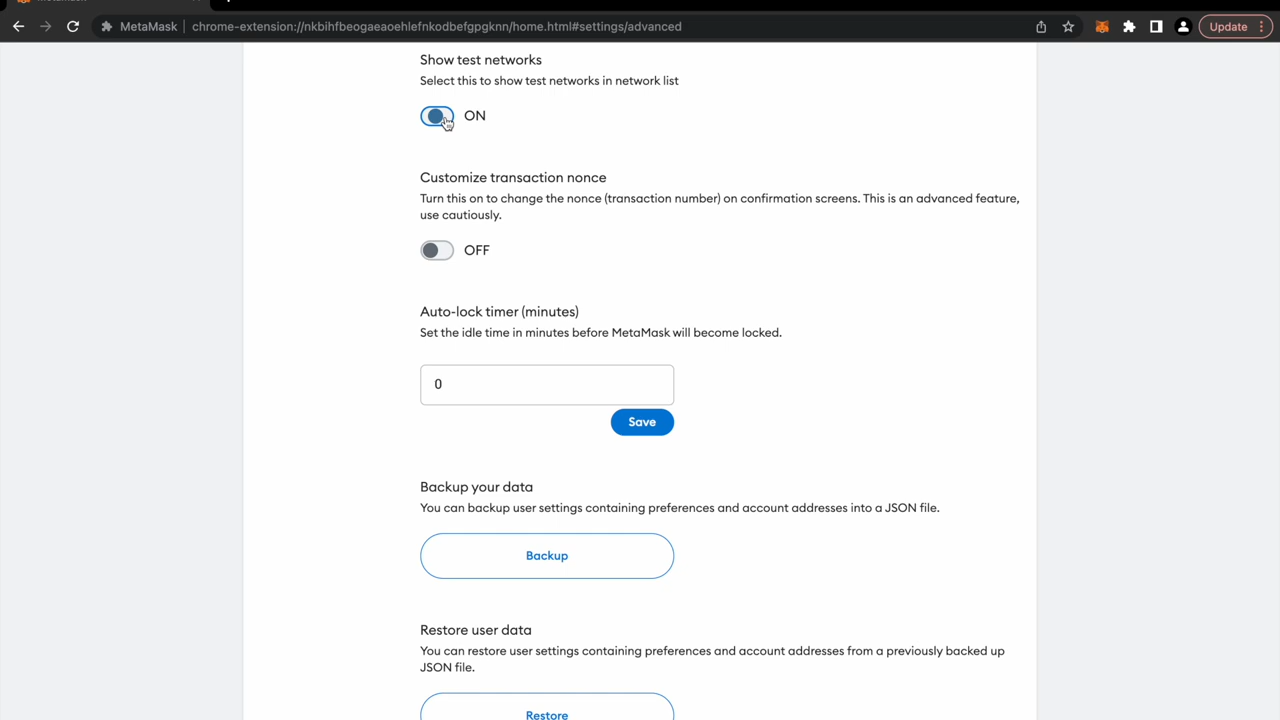 MetaMask
chrome-extension://nkbihfbeogaeaoehlefnkodbefgpgknn/home.html#settings/advanced
Update
Show test networks
Select this to show test networks in network list
ON
Customize transaction nonce
Turn this on to change the nonce (transaction number) on confirmation screens. This is an advanced feature,
use cautiously.
OFF
Auto-lock timer (minutes)
Set the idle time in minutes before MetaMask will become locked.
0
Save
Backup your data
You can backup user settings containing preferences and account addresses into a JSON file.
Backup
Restore user data
You can restore user settings containing preferences and account addresses from a previously backed up
JSON file.
Restore